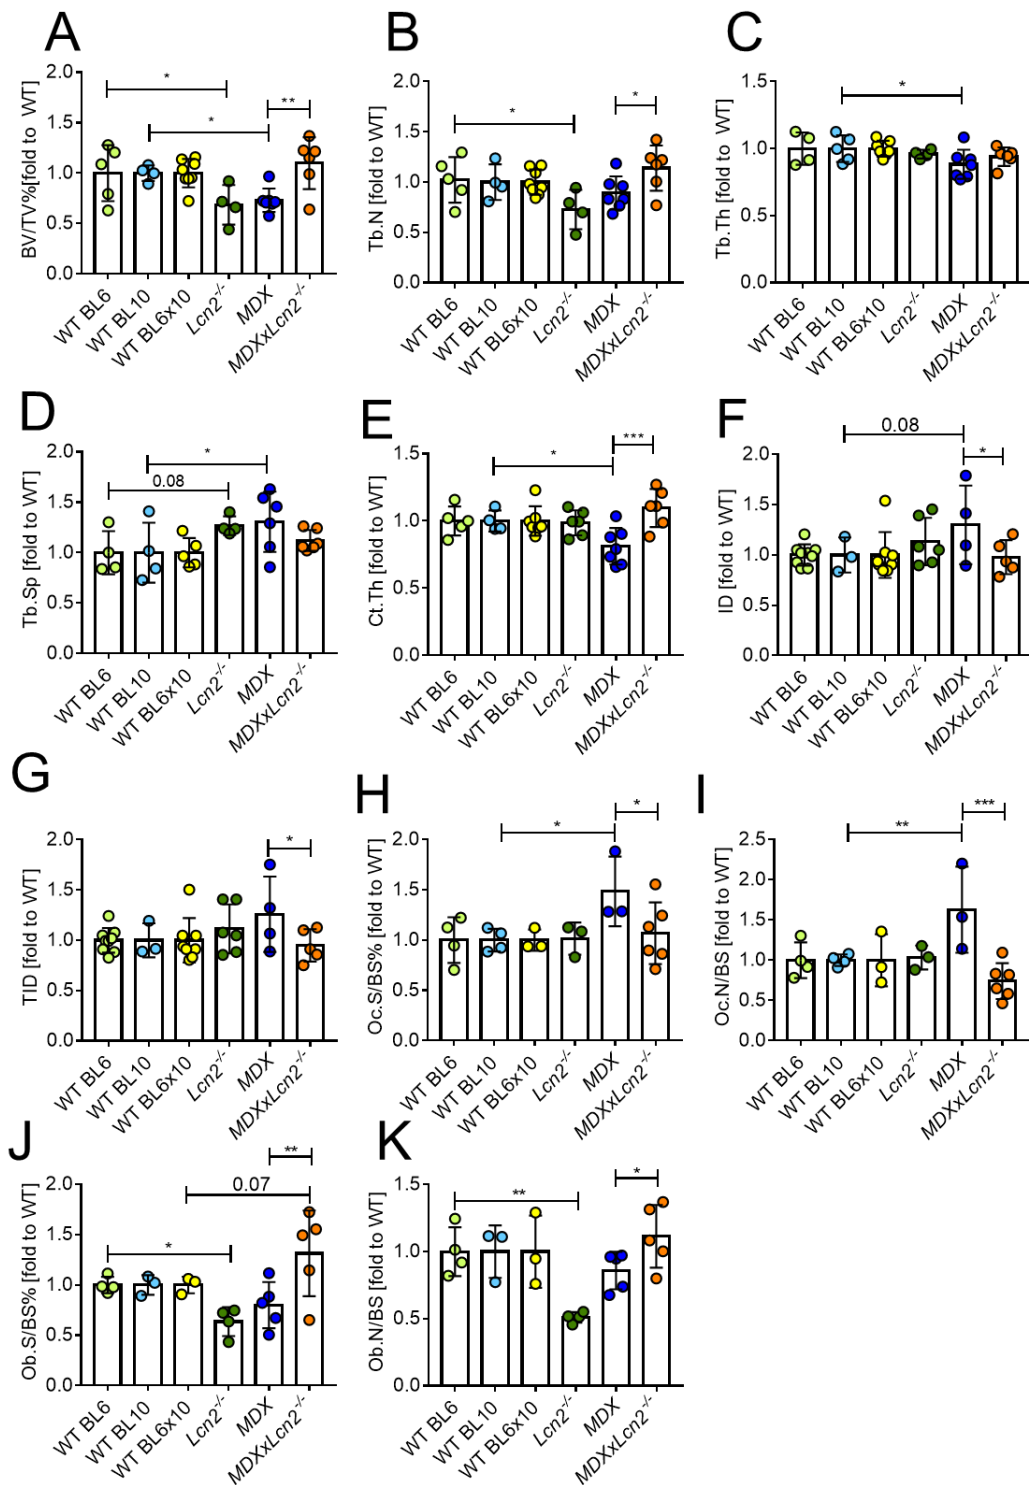 A
BV/TV%[fold to WT]
2.0
1.5
1.0
0.5
0.0
*
*
**
WT BL6
WT BL10
WT BL6x10
Lcn2-/-
MDX
MDXxLcn2-/-
B
Tb.N [fold to WT]
2.0
1.5
1.0
0.5
0.0
*
*
WT BL6
WT BL10
WT BL6x10
Lcn2-/-
MDX
MDXxLcn2-/-
C
Tb.Th [fold to WT]
1.5
1.0
0.5
0.0
*
WT BL6
WT BL10
WT BL6x10
Lcn2-/-
MDX
MDXxLcn2-/-
D
Tb.Sp [fold to WT]
2.0
1.5
1.0
0.5
0.0
*
0.08
WT BL6
WT BL10
WT BL6x10
Lcn2-/-
MDX
MDXxLcn2-/-
E
Ct.Th [fold to WT]
1.5
1.0
0.5
0.0
*
***
WT BL6
WT BL10
WT BL6x10
Lcn2-/-
MDX
MDXxLcn2-/-
F
ID [fold to WT]
2.0
1.5
1.0
0.5
0.0
0.08
*
WT BL6
WT BL10
WT BL6x10
Lcn2-/-
MDX
MDXxLcn2-/-
G
TID [fold to WT]
2.0
1.5
1.0
0.5
0.0
*
WT BL6
WT BL10
WT BL6x10
Lcn2-/-
MDX
MDXxLcn2-/-
H
Oc.S/BS% [fold to WT]
2.0
1.5
1.0
0.5
0.0
*
*
WT BL6
WT BL10
WT BL6x10
Lcn2-/-
MDX
MDXxLcn2-/-
I
Oc.N/BS [fold to WT]
2.5
2.0
1.5
1.0
0.5
0.0
**
***
WT BL6
WT BL10
WT BL6x10
Lcn2-/-
MDX
MDXxLcn2-/-
J
Ob.S/BS% [fold to WT]
2.0
1.5
1.0
0.5
0.0
**
0.07
*
WT BL6
WT BL10
WT BL6x10
Lcn2-/-
MDX
MDXxLcn2-/-
K
Ob.N/BS [fold to WT]
1.5
1.0
0.5
0.0
**
*
WT BL6
WT BL10
WT BL6x10
Lcn2-/-
MDX
MDXxLcn2-/-